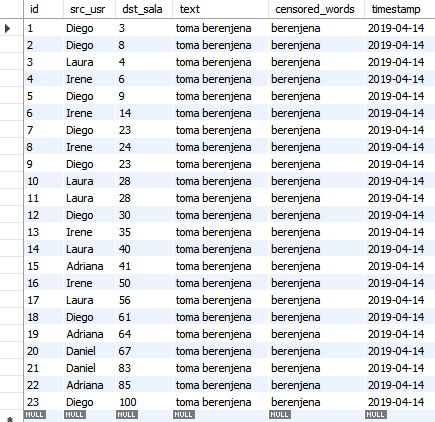 id src_usr dst_sala text censored_words timestamp
1 Diego 3 toma berenjena berenjena 2019-04-14
2 Diego 8 toma berenjena berenjena 2019-04-14
3 Laura 4 toma berenjena berenjena 2019-04-14
4 Irene 6 toma berenjena berenjena 2019-04-14
5 Diego 9 toma berenjena berenjena 2019-04-14
6 Irene 14 toma berenjena berenjena 2019-04-14
7 Diego 23 toma berenjena berenjena 2019-04-14
8 Irene 24 toma berenjena berenjena 2019-04-14
9 Diego 23 toma berenjena berenjena 2019-04-14
10 Laura 28 toma berenjena berenjena 2019-04-14
11 Laura 28 toma berenjena berenjena 2019-04-14
12 Diego 30 toma berenjena berenjena 2019-04-14
13 Irene 35 toma berenjena berenjena 2019-04-14
14 Laura 40 toma berenjena berenjena 2019-04-14
15 Adriana 41 toma berenjena berenjena 2019-04-14
16 Irene 50 toma berenjena berenjena 2019-04-14
17 Laura 56 toma berenjena berenjena 2019-04-14
18 Diego 61 toma berenjena berenjena 2019-04-14
19 Adriana 64 toma berenjena berenjena 2019-04-14
20 Daniel 67 toma berenjena berenjena 2019-04-14
21 Daniel 83 toma berenjena berenjena 2019-04-14
22 Adriana 85 toma berenjena berenjena 2019-04-14
23 Diego 100 toma berenjena berenjena 2019-04-14
NULL NULL NULL NULL NULL NULL